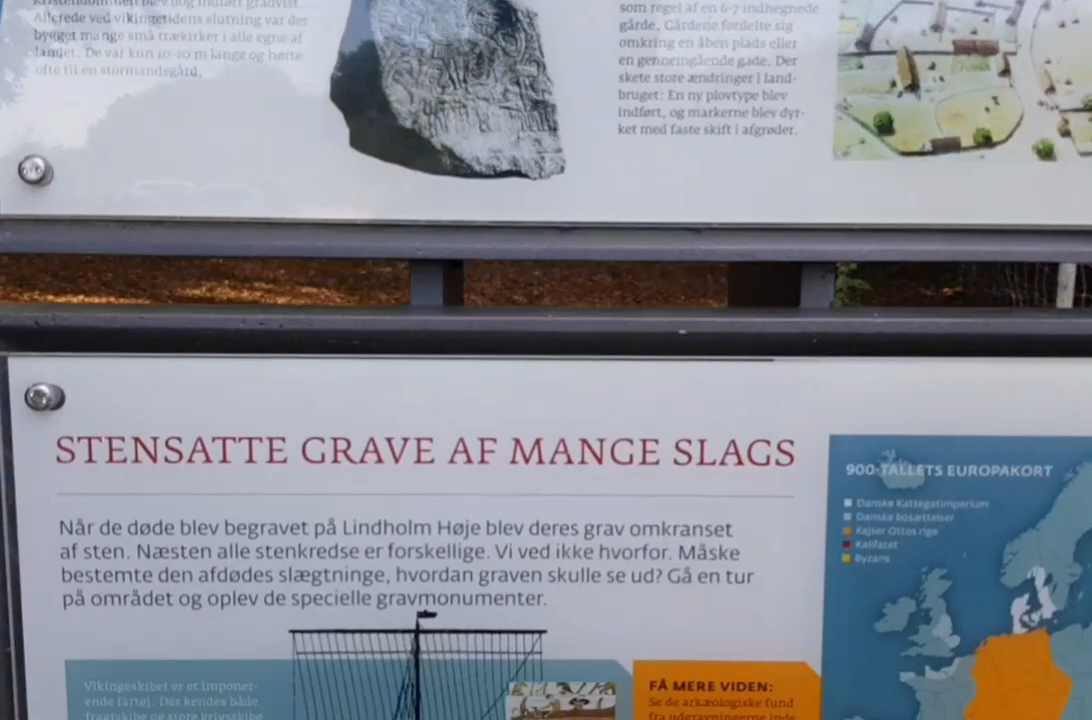 Kristendommen blev dog indført gradvist.
Allerede ved vikingetidens slutning var der
bygget mange små trækirker i alle egne af
landet. De var kun 10-20 m lange og hørte
ofte til en stormandsgård.
som regel af en 6-7 indhegnede
gårde. Gårdene fordelte sig
omkring en åben plads eller
en gennemgående gade. Der
skete store ændringer i land-
bruget: En ny plovtype blev
indført, og markerne blev dyr-
ket med faste skift i afgrøder.
STENSATTE GRAVE AF MANGE SLAGS
Når de døde blev begravet på Lindholm Høje blev deres grav omkranset
af sten. Næsten alle stenkredse er forskellige. Vi ved ikke hvorfor. Måske
bestemte den afdødes slægtninge, hvordan graven skulle se ud? Gå en tur
på området og oplev de specielle gravmonumenter.
900-TALLETS EUROPAKORT
Danske Kattegatimperium
Danske bosættelser
Kejser Ottos rige
Kalifatet
Byzans
Vikingeskibet er et imponer-
ende fartøj. Der kendes både
fragtskibe og store krigsskibe
FÅ MERE VIDEN:
Se de arkæologiske fund
fra udgravningerne inde